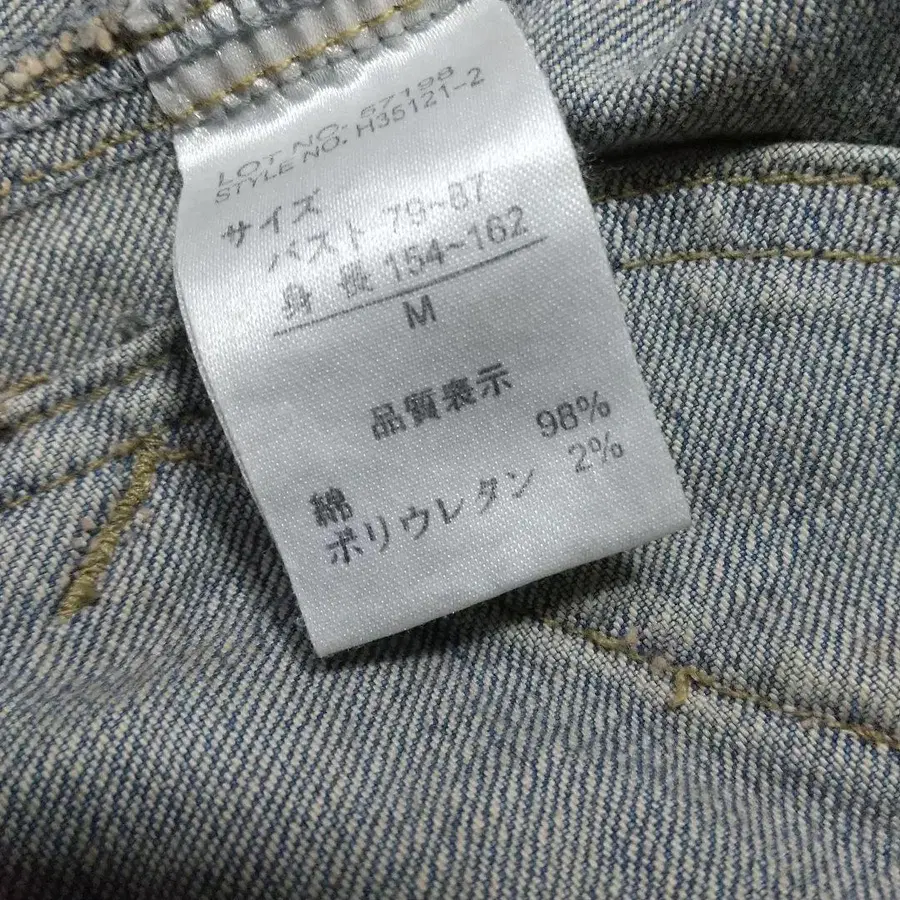 LOT NO. 57198
STYLE NO. H35121-2
サイズ
バスト 79~87
身長 154~162
M
品質表示
綿 98%
ポリウレタン 2%